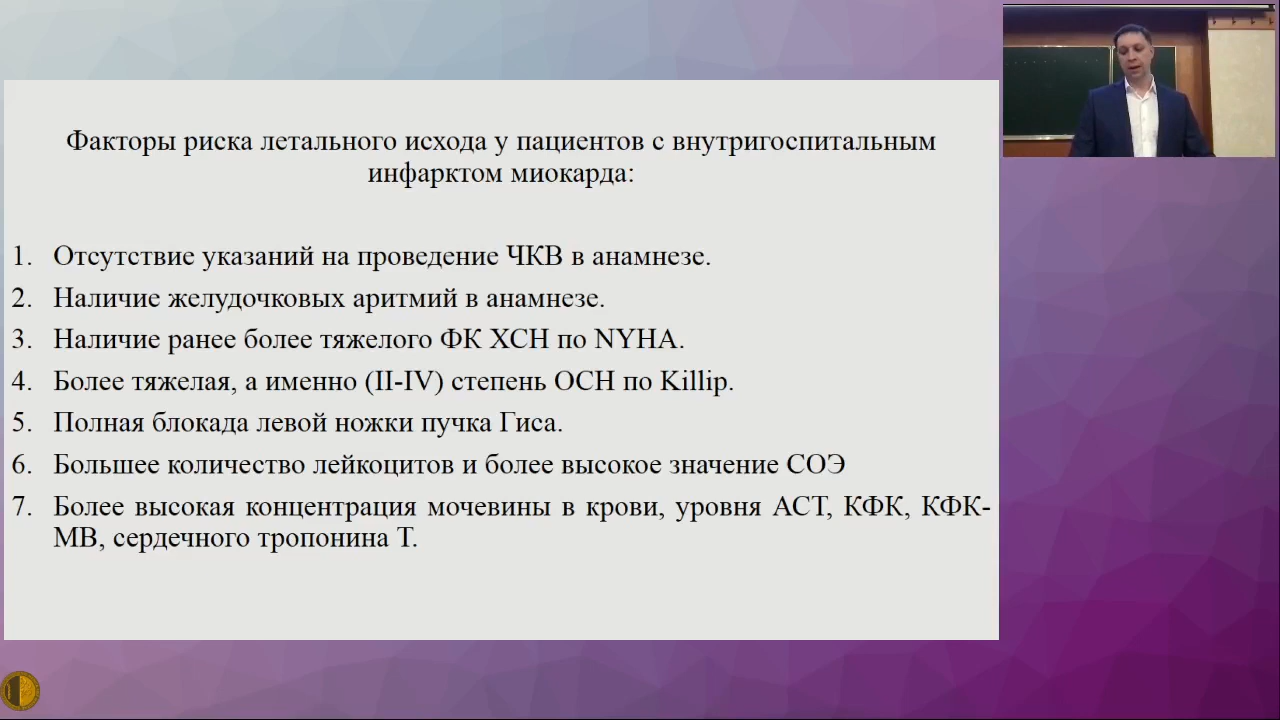 Факторы риска летального исхода у пациентов с внутригоспитальным
инфарктом миокарда:
1. Отсутствие указаний на проведение ЧКВ в анамнезе.
2. Наличие желудочковых аритмий в анамнезе.
3. Наличие ранее более тяжелого ФК ХСН по NYHA.
4. Более тяжелая, а именно (II-IV) степень ОСН по Killip.
5. Полная блокада левой ножки пучка Гиса.
6. Большее количество лейкоцитов и более высокое значение СОЭ
7. Более высокая концентрация мочевины в крови, уровня АСТ, КФК, КФК-
МВ, сердечного тропонина Т.